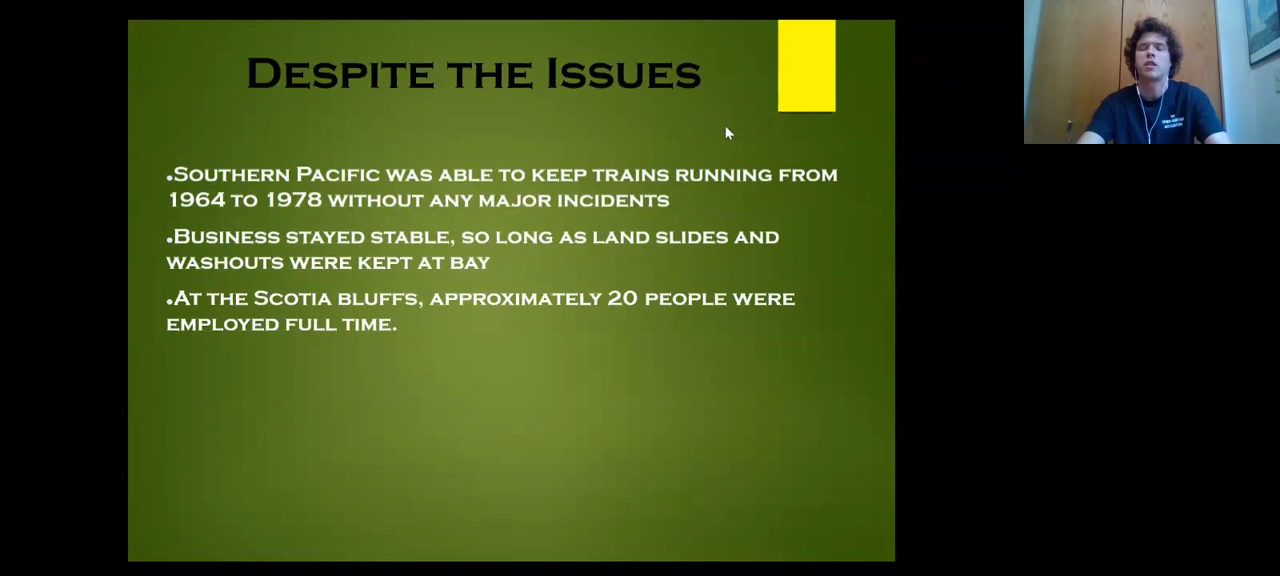 Despite the Issues
.Southern Pacific was able to keep trains running from
1964 to 1978 without any major incidents
.Business stayed stable, so long as land slides and
washouts were kept at bay
.At the Scotia bluffs, approximately 20 people were
employed full time.